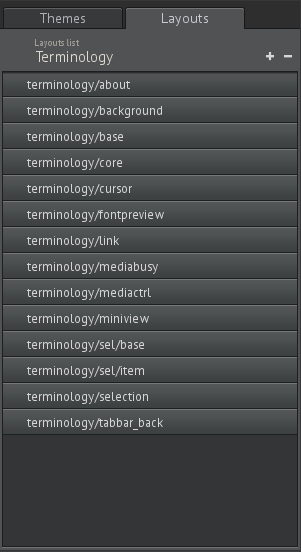 Themes Layouts
Layouts list
Terminology + −
terminology/about
terminology/background
terminology/base
terminology/core
terminology/cursor
terminology/fontpreview
terminology/link
terminology/mediabusy
terminology/mediactrl
terminology/miniview
terminology/sel/base
terminology/sel/item
terminology/selection
terminology/tabbar_back